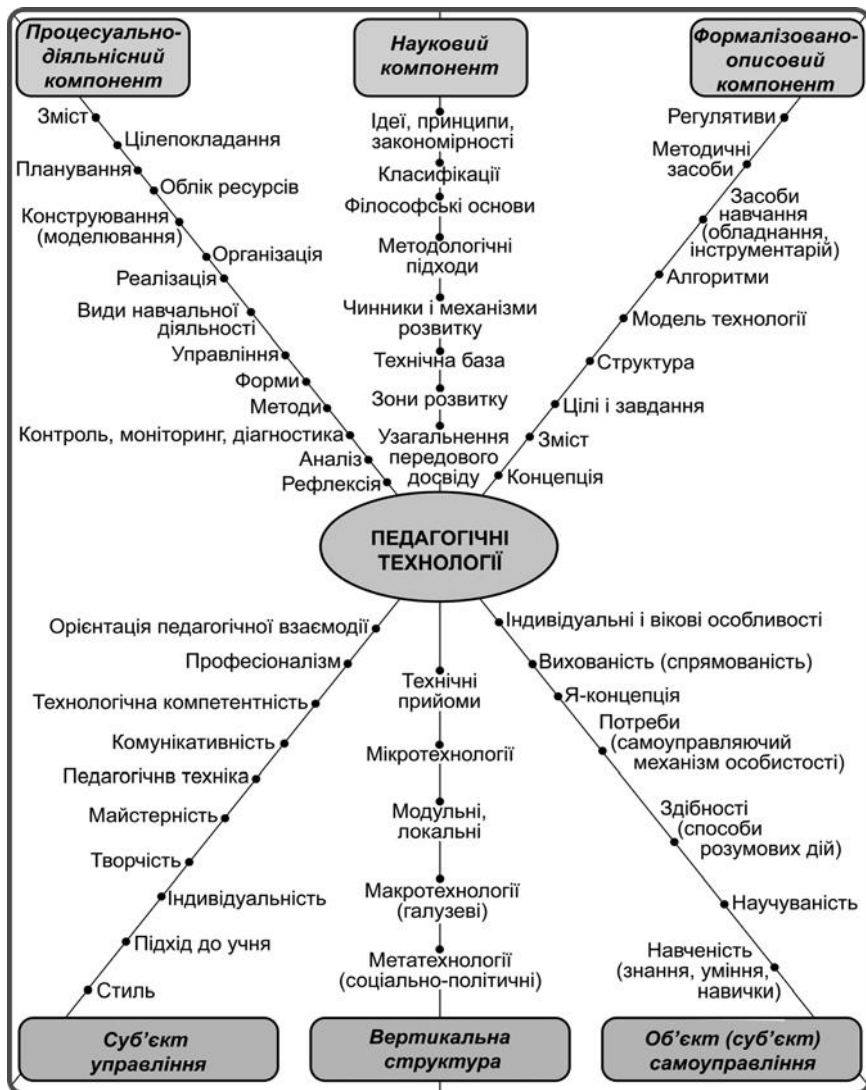 Процесуально-
діяльнісний
компонент
Зміст
Цілепокладання
Планування
Облік ресурсів
Конструювання
(моделювання)
Організація
Реалізація
Види навчальної
діяльності
Управління
Форми
Методи
Контроль, моніторинг, діагностика
Аналіз
Рефлексія
Науковий
компонент
Ідеї, принципи,
закономірності
Класифікації
Філософські основи
Методологічні
підходи
Чинники і механізми
розвитку
Технічна база
Зони розвитку
Узагальнення
передового
досвіду
Формалізовано-
описовий
компонент
Регулятиви
Методичні
засоби
Засоби
навчання
(обладнання,
інструментарій)
Алгоритми
Модель технології
Структура
Цілі і завдання
Зміст
Концепція
ПЕДАГОГІЧНІ
ТЕХНОЛОГІЇ
Орієнтація педагогічної взаємодії
Професіоналізм
Технологічна компетентність
Комунікативність
Педагогічнв техніка
Майстерність
Творчість
Індивідуальність
Підхід до учня
Стиль
Суб’єкт
управління
Технічні
прийоми
Мікротехнології
Модульні,
локальні
Макротехнології
(галузеві)
Метатехнології
(соціально-політичні)
Вертикальна
структура
Індивідуальні і вікові особливості
Вихованість (спрямованість)
Я-концепція
Потреби
(самоуправляючий
механізм особистості)
Здібності
(способи
розумових дій)
Научуваність
Навченість
(знання, уміння,
навички)
Об’єкт (суб’єкт)
самоуправління